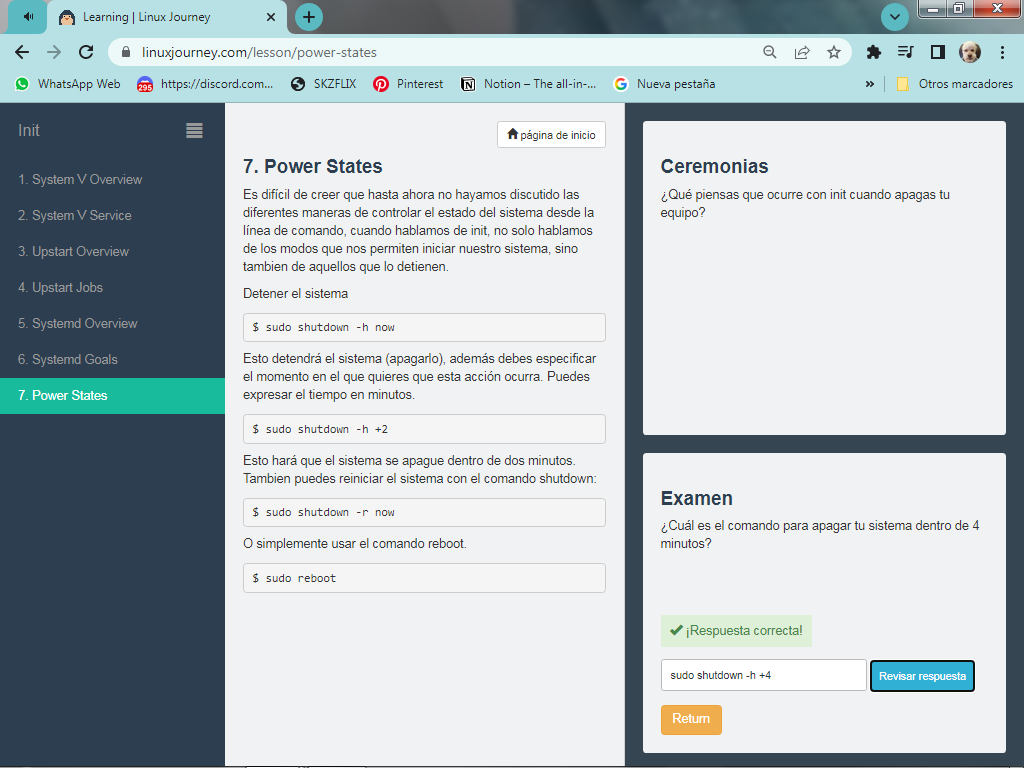 Learning | Linux Journey
linuxjourney.com/lesson/power-states
WhatsApp Web
295
https://discord.com...
SKZFLIX
Pinterest
Notion – The all-in-...
Nueva pestaña
»
Otros marcadores
Init
1. System V Overview
2. System V Service
3. Upstart Overview
4. Upstart Jobs
5. Systemd Overview
6. Systemd Goals
7. Power States
página de inicio
7. Power States
Es difícil de creer que hasta ahora no hayamos discutido las
diferentes maneras de controlar el estado del sistema desde la
línea de comando, cuando hablamos de init, no solo hablamos
de los modos que nos permiten iniciar nuestro sistema, sino
tambien de aquellos que lo detienen.
Detener el sistema
$ sudo shutdown -h now
Esto detendrá el sistema (apagarlo), además debes especificar
el momento en el que quieres que esta acción ocurra. Puedes
expresar el tiempo en minutos.
$ sudo shutdown -h +2
Esto hará que el sistema se apague dentro de dos minutos.
Tambien puedes reiniciar el sistema con el comando shutdown:
$ sudo shutdown -r now
O simplemente usar el comando reboot.
$ sudo reboot
Ceremonias
¿Qué piensas que ocurre con init cuando apagas tu
equipo?
Examen
¿Cuál es el comando para apagar tu sistema dentro de 4
minutos?
¡Respuesta correcta!
sudo shutdown -h +4
Revisar respuesta
Return